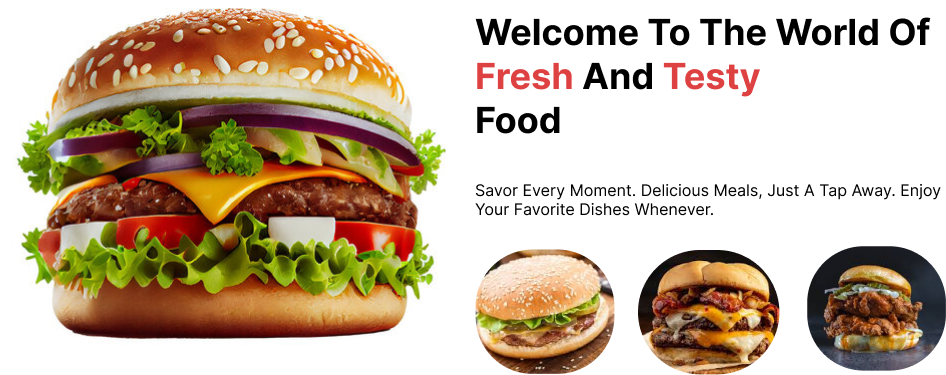 Welcome To The World Of
Fresh And Testy
Food
Savor Every Moment. Delicious Meals, Just A Tap Away. Enjoy
Your Favorite Dishes Whenever.